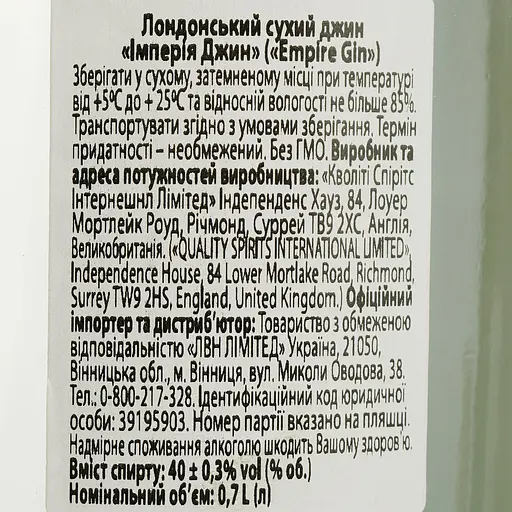 Лондонський сухий джин
«Імперія Джин» («Empire Gin»)
Зберігати у сухому, затемненому місці при температурі
від +5ºC до + 25ºC та відносній вологості не більше 85%.
Транспортувати згідно з умовами зберігання. Термін
придатності – необмежений. Без ГМО. Виробник та
адреса потужностей виробництва: «Кволіті Спірітс
Інтернешнл Лімітед» Індепенденс Хауз, 84, Лоуер
Мортлейк Роуд, Річмонд, Суррей ТВ9 2ХС, Англія,
Великобританія. («QUALITY SPIRITS INTERNATIONAL LIMITED»,
Independence House, 84 Lower Mortlake Road, Richmond,
Surrey TW9 2HS, England, United Kingdom.) Офіційний
імпортер та дистриб'ютор: Товариство з обмеженою
відповідальністю «ЛВН ЛІМІТЕД» Україна, 21050,
Вінницька обл., м. Вінниця, вул. Миколи Оводова, 38.
Тел.: 0-800-217-328. Ідентифікаційний код юридичної
особи: 39195903. Номер партії вказано на пляшці.
Надмірне споживання алкоголю шкодить Вашому здоров'ю.
Вміст спирту: 40 ± 0,3% vol (% об.)
Номінальний об'єм: 0,7 L (л)